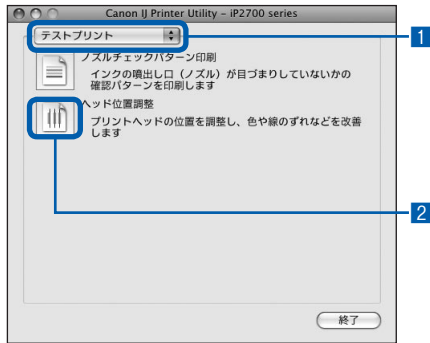 Canon IJ Printer Utility – iP2700 series
テストプリント
1
ノズルチェックパターン印刷
インクの噴出し口（ノズル）が目づまりしていないかの
確認パターンを印刷します
ヘッド位置調整
プリントヘッドの位置を調整し、色や線のずれなどを改善
します
2
終了